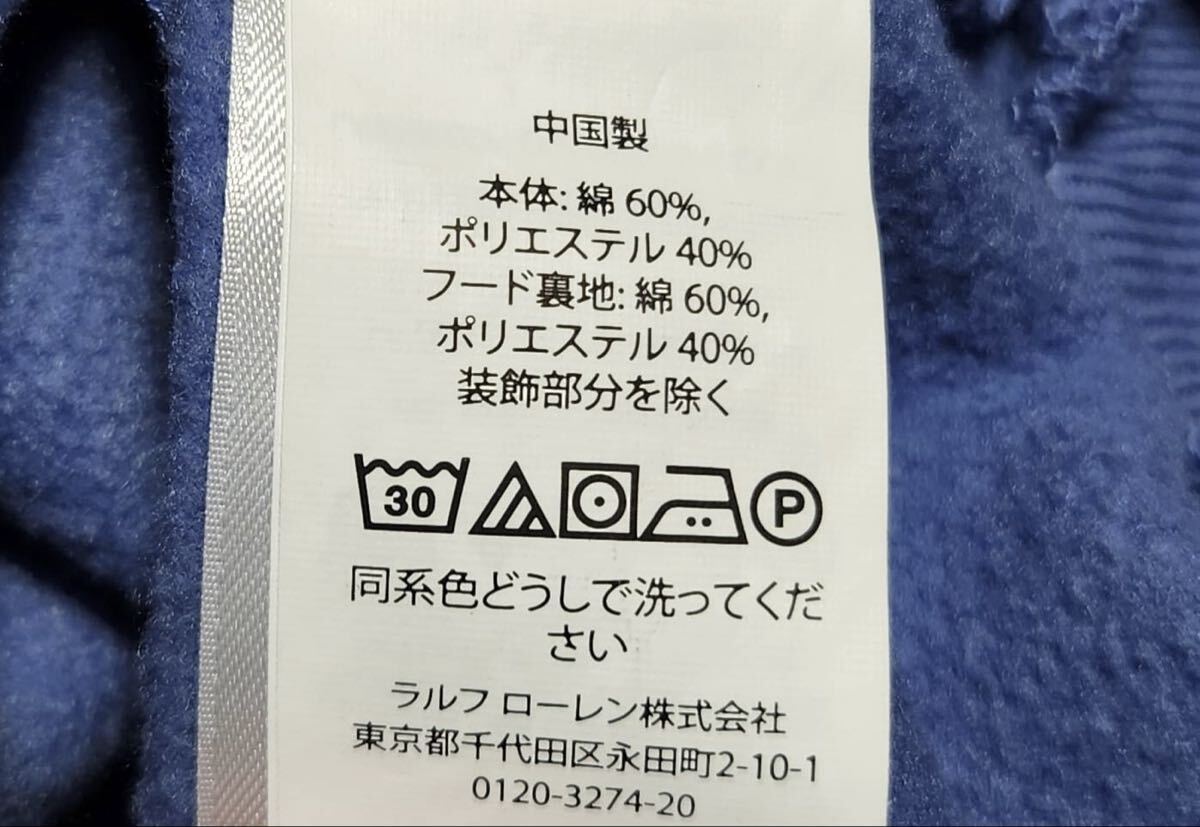 中国製
本体: 綿 60%,
ポリエステル 40%
フード裏地: 綿 60%,
ポリエステル 40%
装飾部分を除く
30 P
同系色どうしで洗ってくだ
さい
ラルフ ローレン株式会社
東京都千代田区永田町2-10-1
0120-3274-20